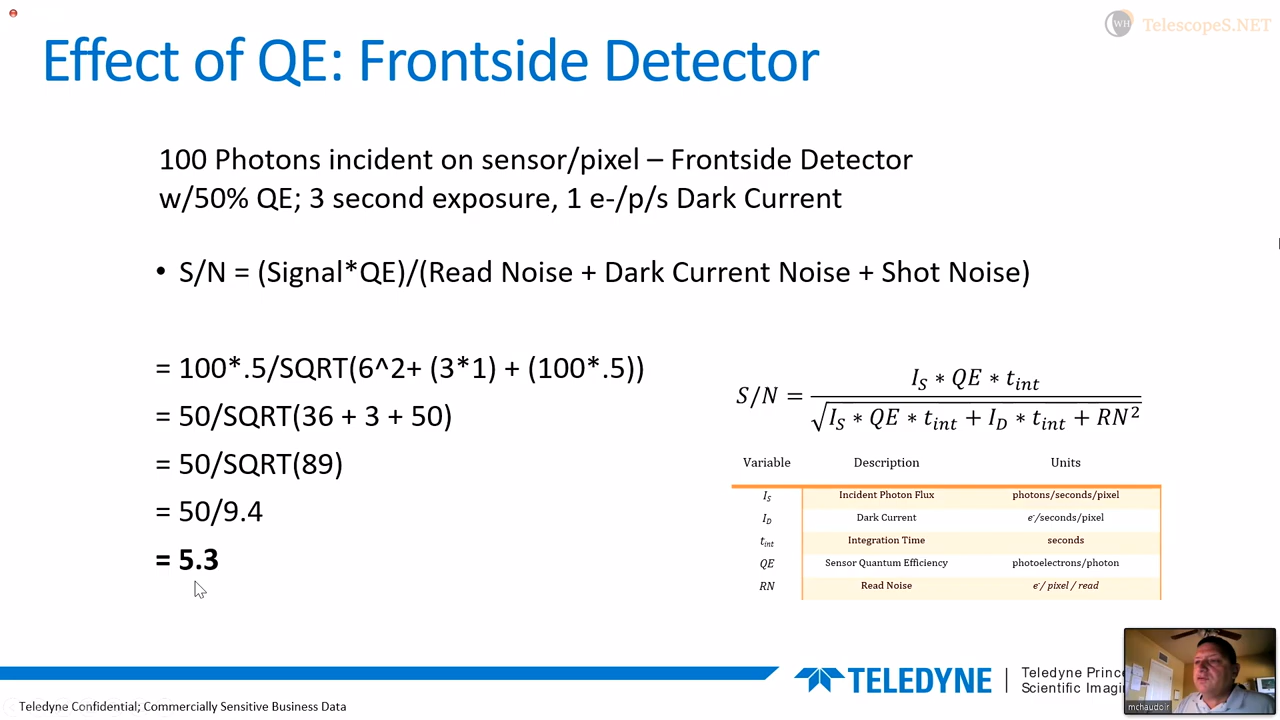 WH TelescopeS.NET
Effect of QE: Frontside Detector
100 Photons incident on sensor/pixel – Frontside Detector
w/50% QE; 3 second exposure, 1 e-/p/s Dark Current
• S/N = (Signal*QE)/(Read Noise + Dark Current Noise + Shot Noise)
= 100*.5/SQRT(6^2+ (3*1) + (100*.5))
= 50/SQRT(36 + 3 + 50)
= 50/SQRT(89)
= 50/9.4
= 5.3
S/N = I_S * QE * t_int / √(I_S * QE * t_int + I_D * t_int + RN²)
Variable Description Units
I_S Incident Photon Flux photons/seconds/pixel
I_D Dark Current e⁻/seconds/pixel
t_int Integration Time seconds
QE Sensor Quantum Efficiency photoelectrons/photon
RN Read Noise e⁻/ pixel / read
TELEDYNE
Teledyne Princ
Scientific Imagi
mchaudoir
Teledyne Confidential; Commercially Sensitive Business Data